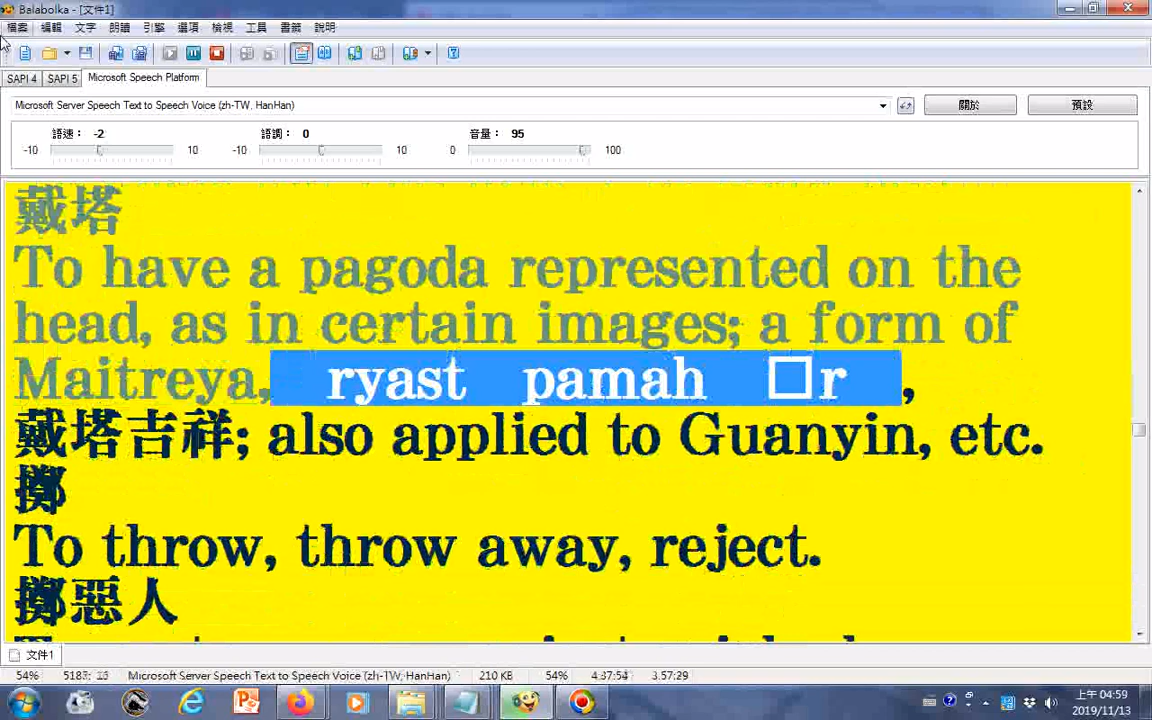 Balabolka - [文件1]
檔案 編輯 文字 朗讀 引擎 選項 檢視 工具 書籤 說明
SAPI 4 SAPI 5 Microsoft Speech Platform
Microsoft Server Speech Text to Speech Voice (zh-TW, HanHan) 關於 預設
語速： -2 語調： 0 音量： 95
-10 10 -10 10 0 100
戴塔
To have a pagoda represented on the
head, as in certain images; a form of
Maitreya, ryast pamah □r ,
戴塔吉祥; also applied to Guanyin, etc.
擲
To throw, throw away, reject.
擲惡人
文件1
54% Microsoft Server Speech Text to Speech Voice (zh-TW, HanHan) 210 KB 54% 4:37:54 3:57:29
上午 04:59
2019/11/13